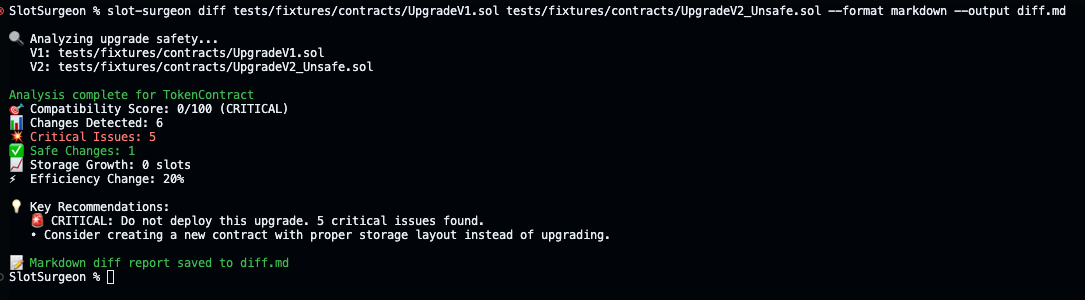 SlotSurgeon % slot-surgeon diff tests/fixtures/contracts/UpgradeV1.sol tests/fixtures/contracts/UpgradeV2_Unsafe.sol --format markdown --output diff.md
🔍 Analyzing upgrade safety...
V1: tests/fixtures/contracts/UpgradeV1.sol
V2: tests/fixtures/contracts/UpgradeV2_Unsafe.sol
Analysis complete for TokenContract
🎯 Compatibility Score: 0/100 (CRITICAL)
📊 Changes Detected: 6
💥 Critical Issues: 5
✅ Safe Changes: 1
📈 Storage Growth: 0 slots
⚡ Efficiency Change: 20%
💡 Key Recommendations:
🚨 CRITICAL: Do not deploy this upgrade. 5 critical issues found.
• Consider creating a new contract with proper storage layout instead of upgrading.
📝 Markdown diff report saved to diff.md
SlotSurgeon %